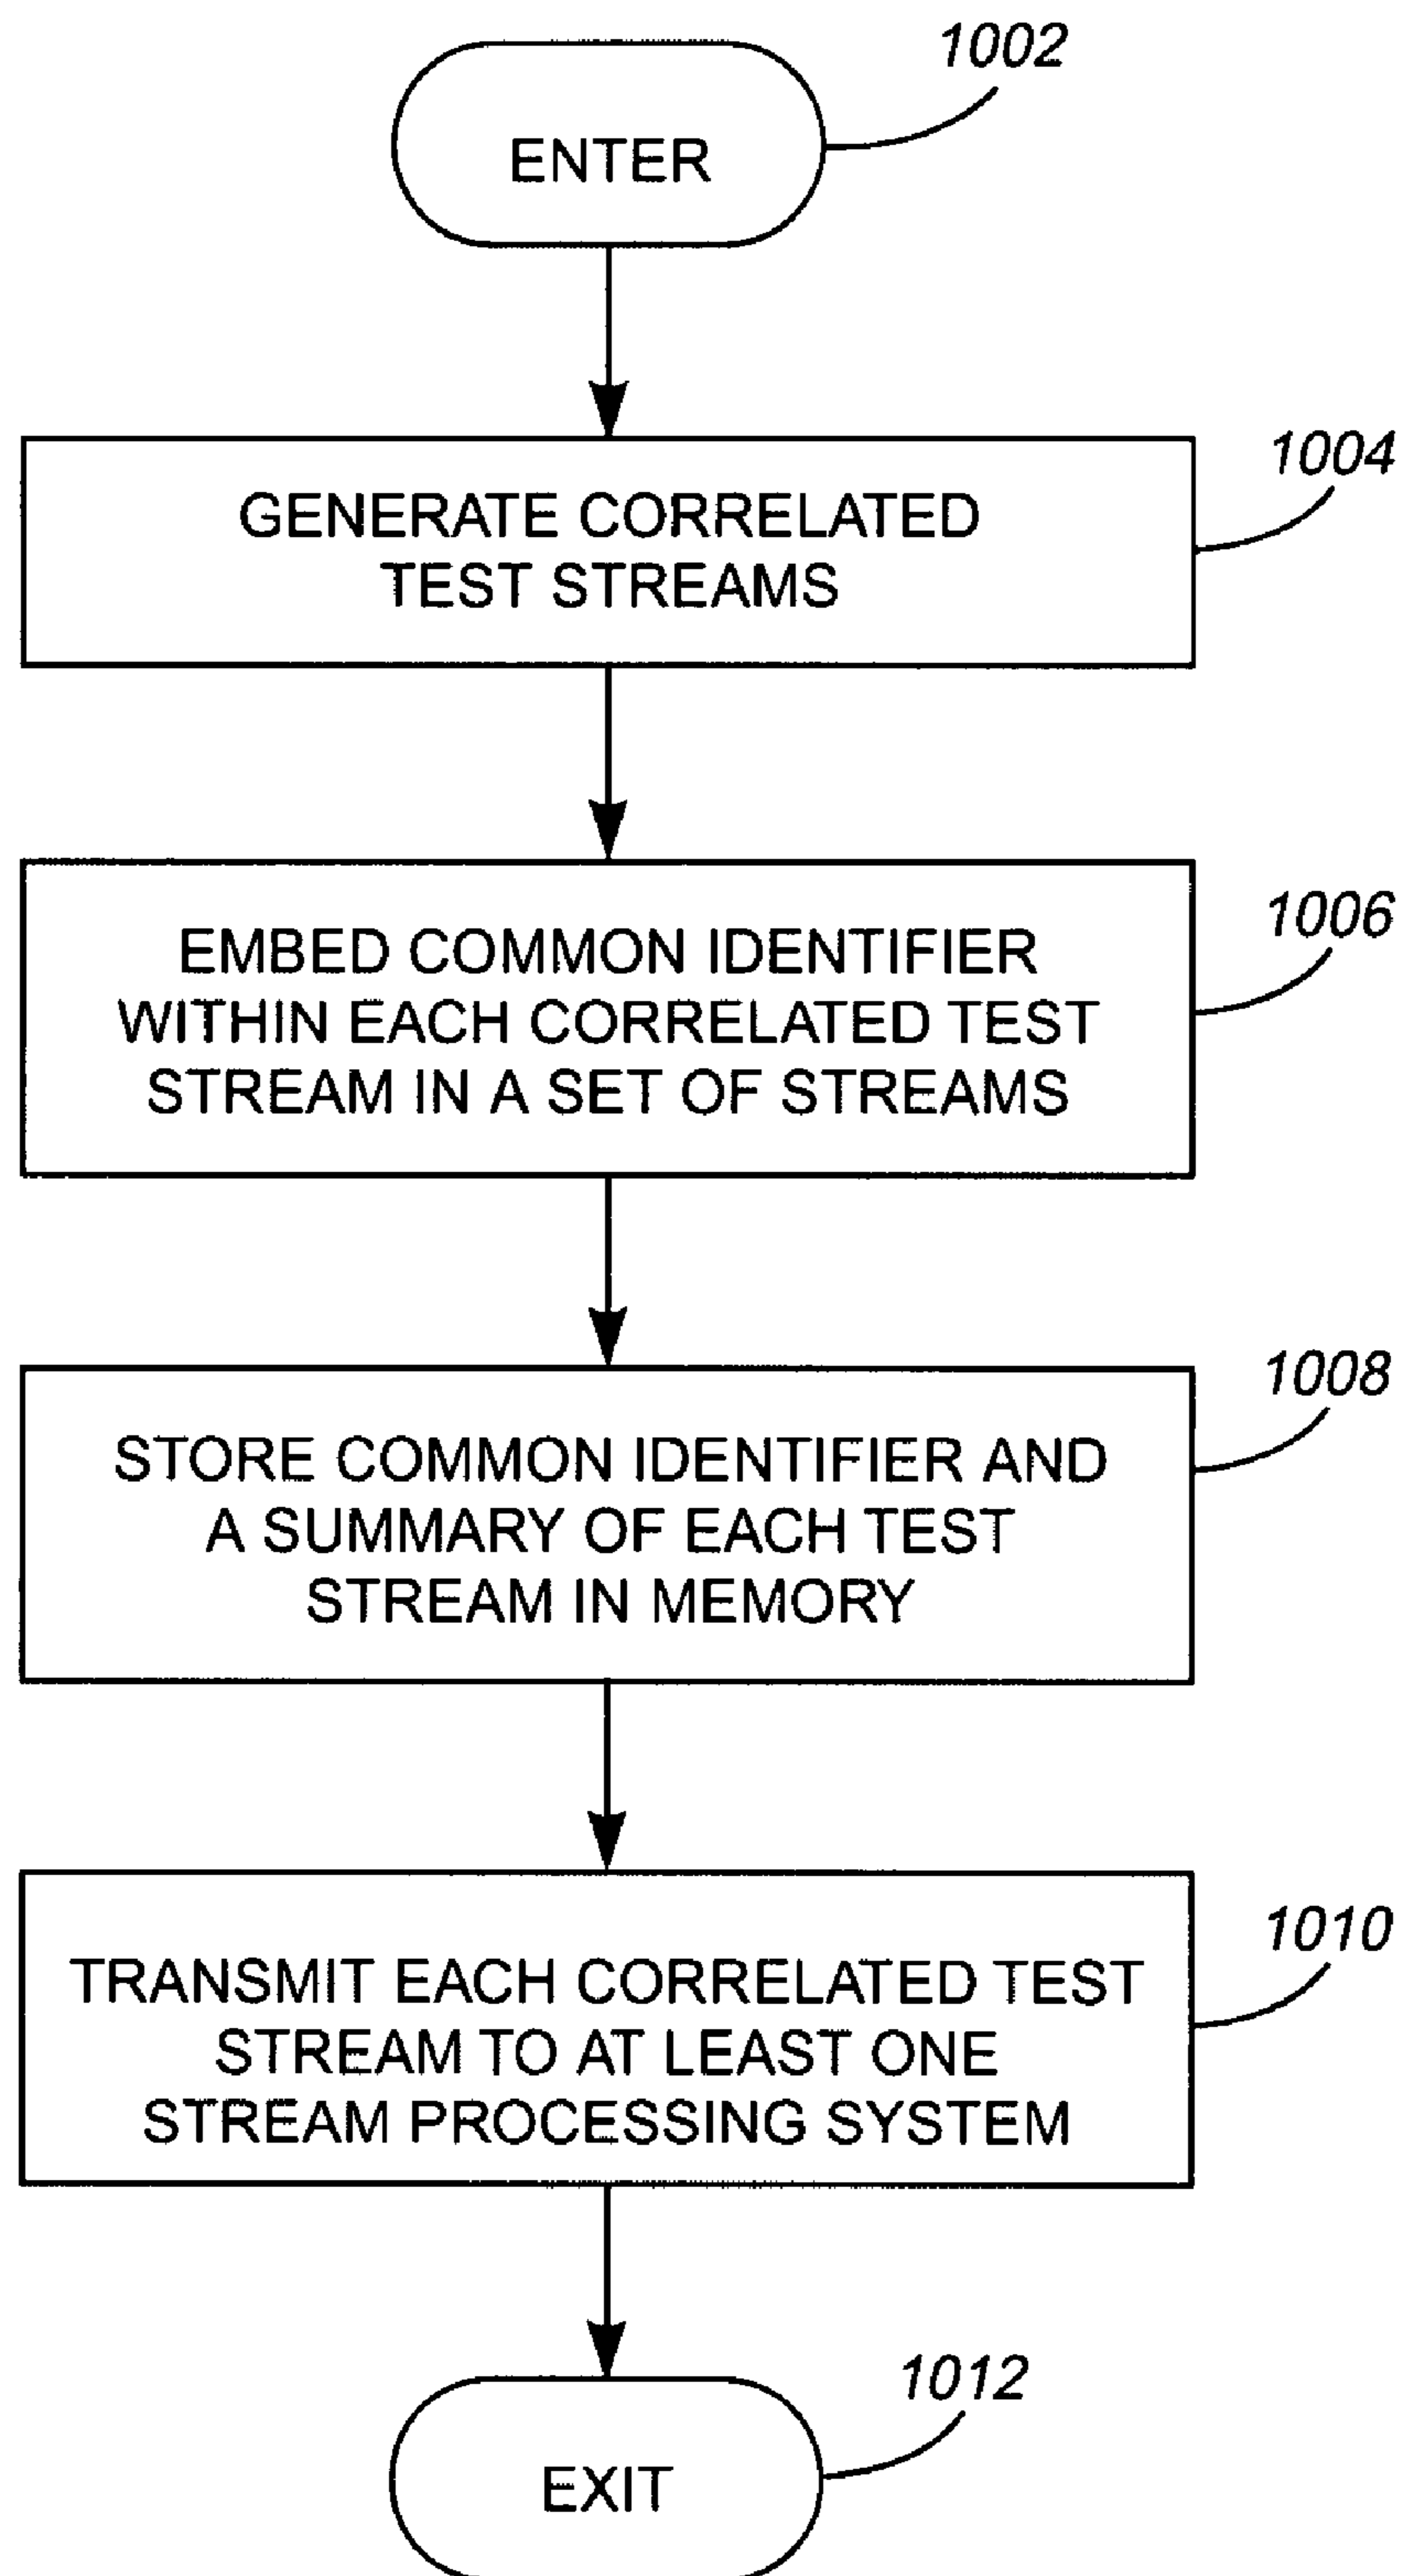 1002
ENTER
1004
GENERATE CORRELATED
TEST STREAMS
1006
EMBED COMMON IDENTIFIER
WITHIN EACH CORRELATED TEST
STREAM IN A SET OF STREAMS
1008
STORE COMMON IDENTIFIER AND
A SUMMARY OF EACH TEST
STREAM IN MEMORY
1010
TRANSMIT EACH CORRELATED TEST
STREAM TO AT LEAST ONE
STREAM PROCESSING SYSTEM
1012
EXIT